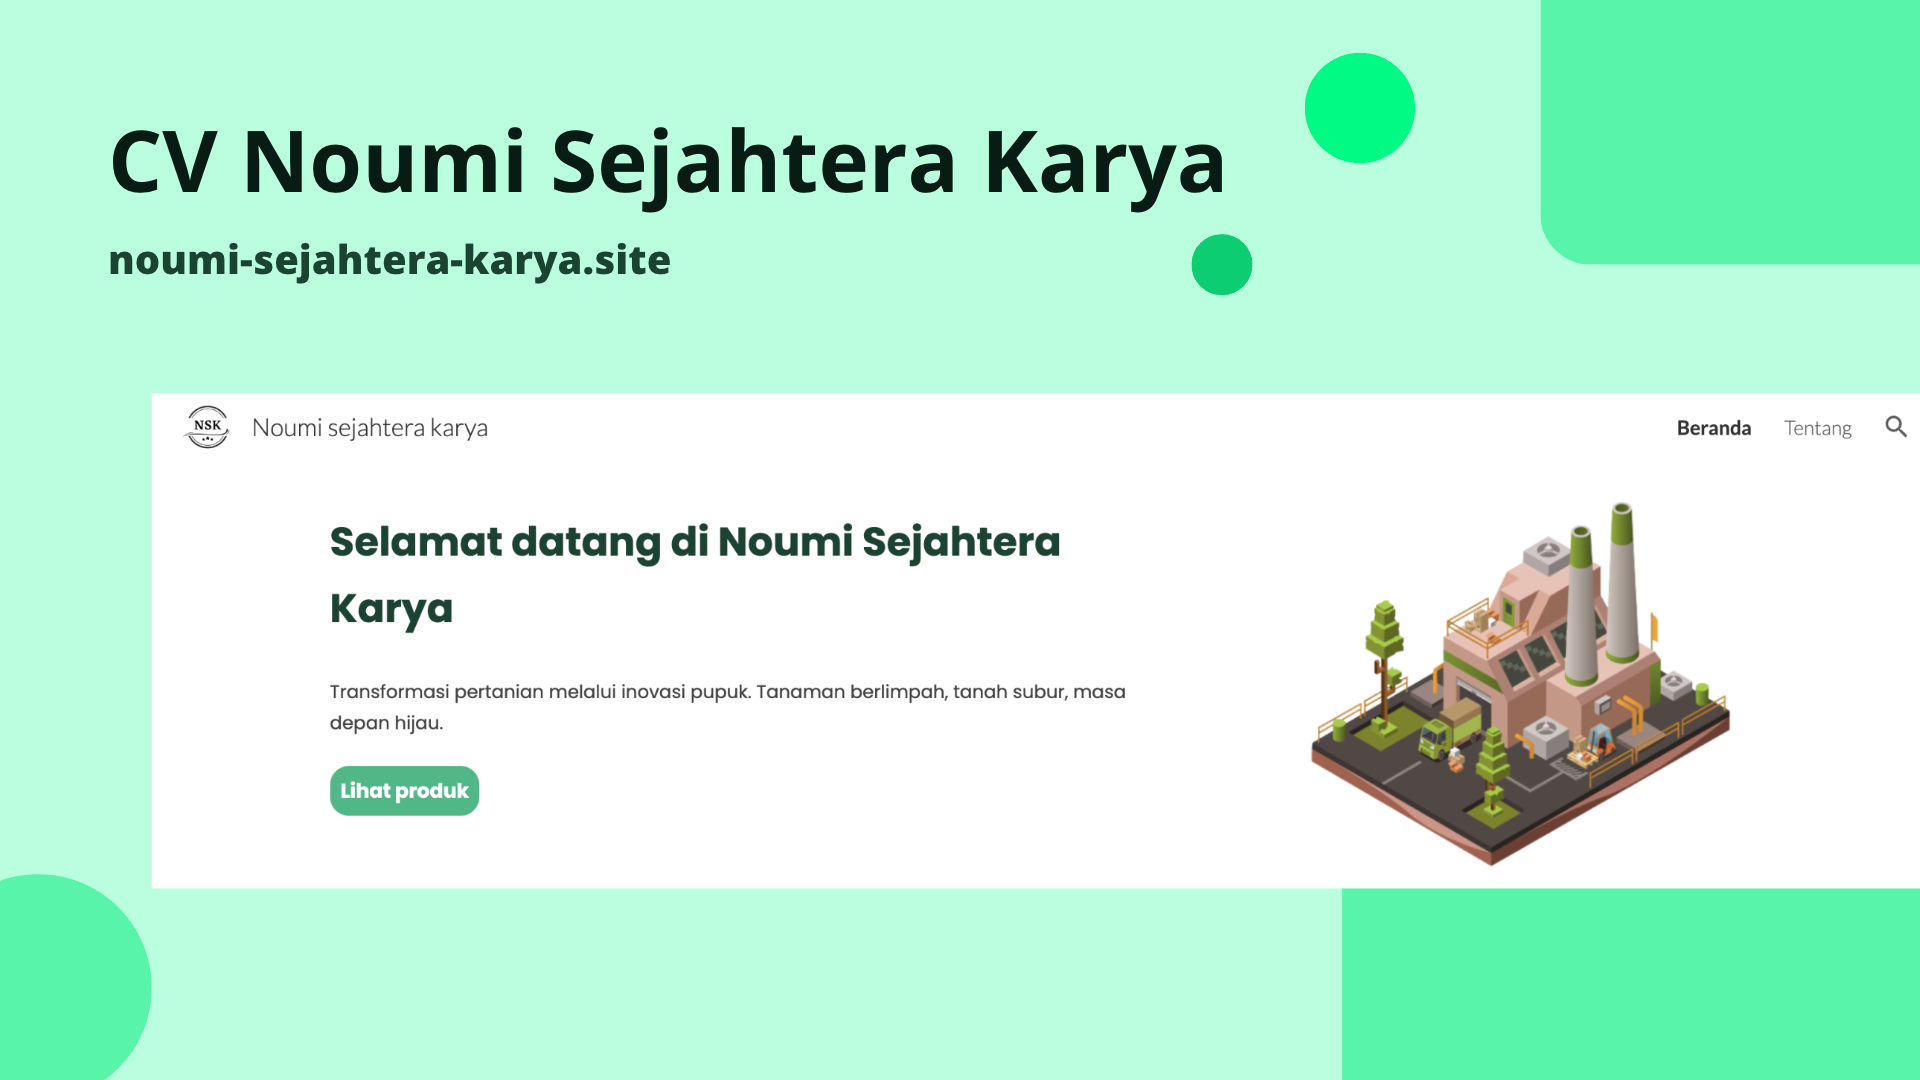 CV Noumi Sejahtera Karya
noumi-sejahtera-karya.site
NSK
Noumi sejahtera karya
Beranda
Tentang
Selamat datang di Noumi Sejahtera
Karya
Transformasi pertanian melalui inovasi pupuk. Tanaman berlimpah, tanah subur, masa
depan hijau.
Lihat produk